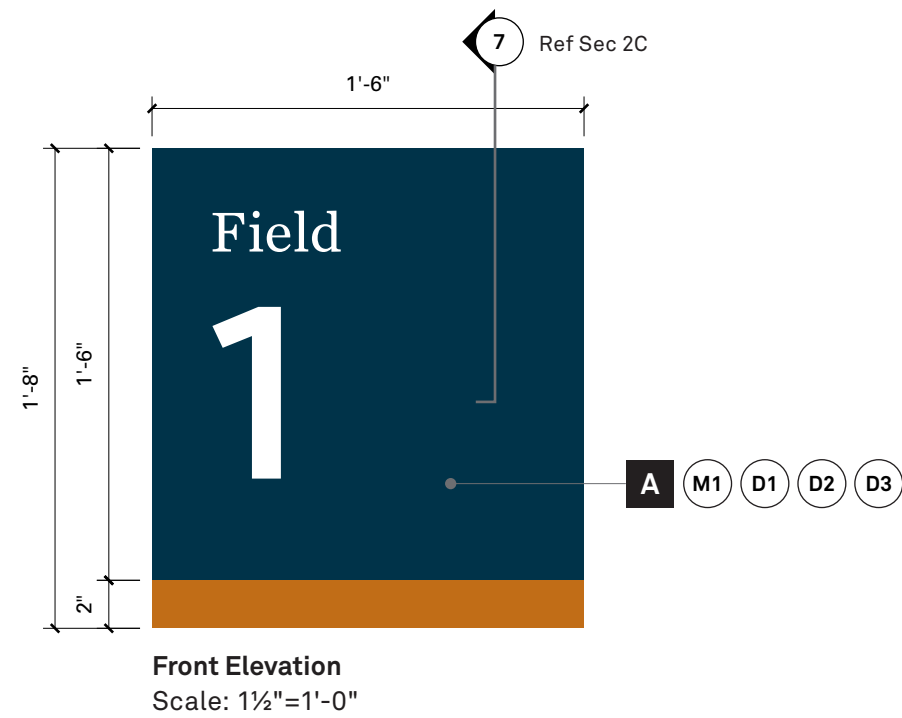 7 Ref Sec 2C
1'-6"
Field
1
1'-8"
1'-6"
A M1 D1 D2 D3
2"
Front Elevation
Scale: 1½"=1'-0"